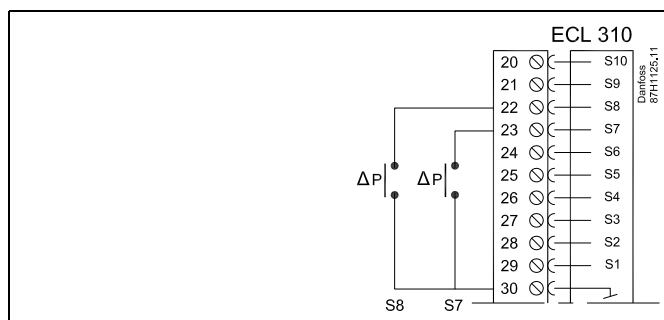 ECL 310
20 S10
21 S9
22 S8
23 S7
24 S6
25 S5
26 S4
27 S3
28 S2
29 S1
30
ΔP ΔP
S8 S7
Danfoss
87H1125.11